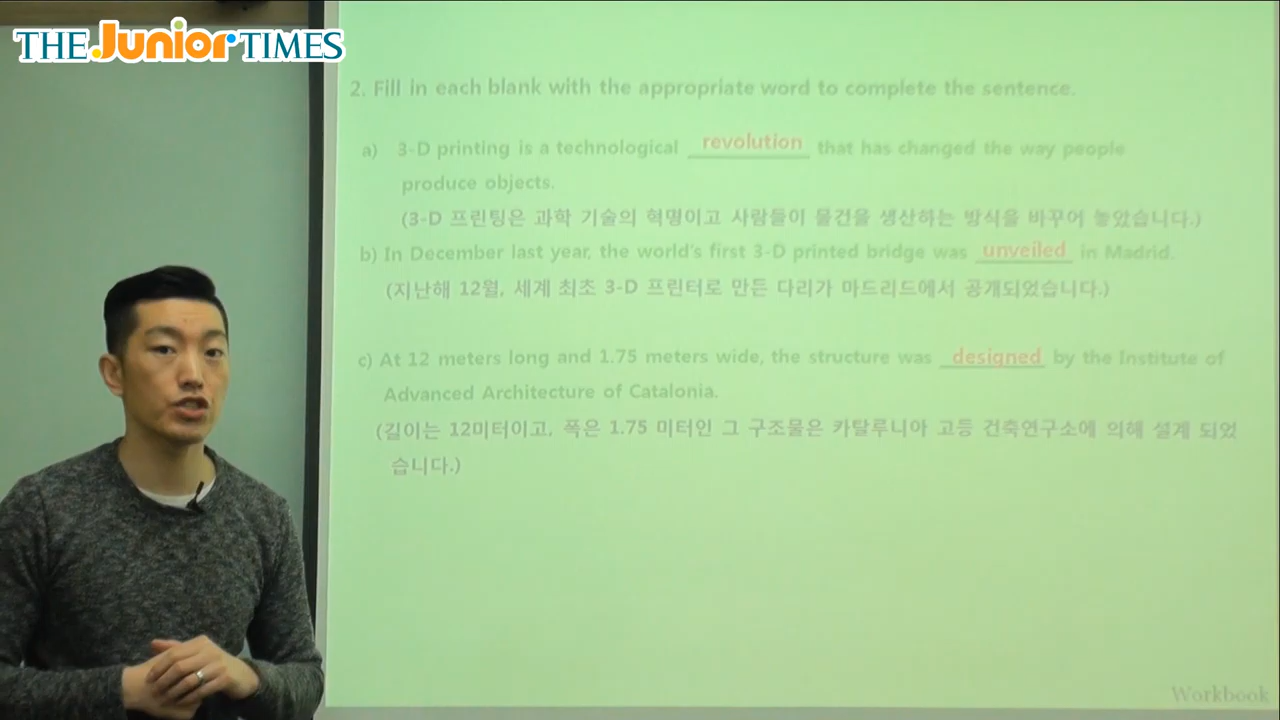 THE Junior TIMES
2. Fill in each blank with the appropriate word to complete the sentence.
a) 3-D printing is a technological revolution that has changed the way people
produce objects.
(3-D 프린팅은 과학 기술의 혁명이고 사람들이 물건을 생산하는 방식을 바꾸어 놓았습니다.)
b) In December last year, the world's first 3-D printed bridge was unveiled in Madrid.
(지난해 12월, 세계 최초 3-D 프린터로 만든 다리가 마드리드에서 공개되었습니다.)
c) At 12 meters long and 1.75 meters wide, the structure was designed by the Institute of
Advanced Architecture of Catalonia.
(길이는 12미터이고, 폭은 1.75 미터인 그 구조물은 카탈루니아 고등 건축연구소에 의해 설계 되었
습니다.)
Workbook